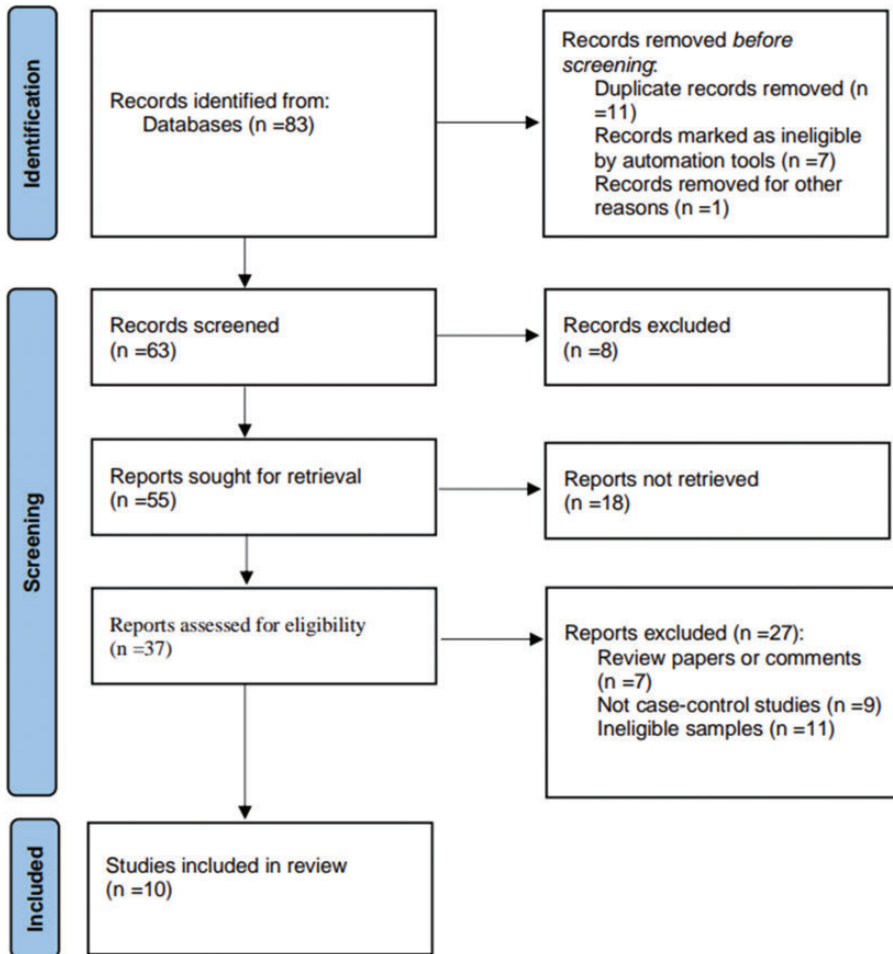 Identification
Records identified from:
Databases (n =83)
Records removed before
screening:
Duplicate records removed (n
=11)
Records marked as ineligible
by automation tools (n =7)
Records removed for other
reasons (n =1)
Screening
Records screened
(n =63)
Records excluded
(n =8)
Reports sought for retrieval
(n =55)
Reports not retrieved
(n =18)
Reports assessed for eligibility
(n =37)
Reports excluded (n =27):
Review papers or comments
(n =7)
Not case-control studies (n =9)
Ineligible samples (n =11)
Included
Studies included in review
(n =10)